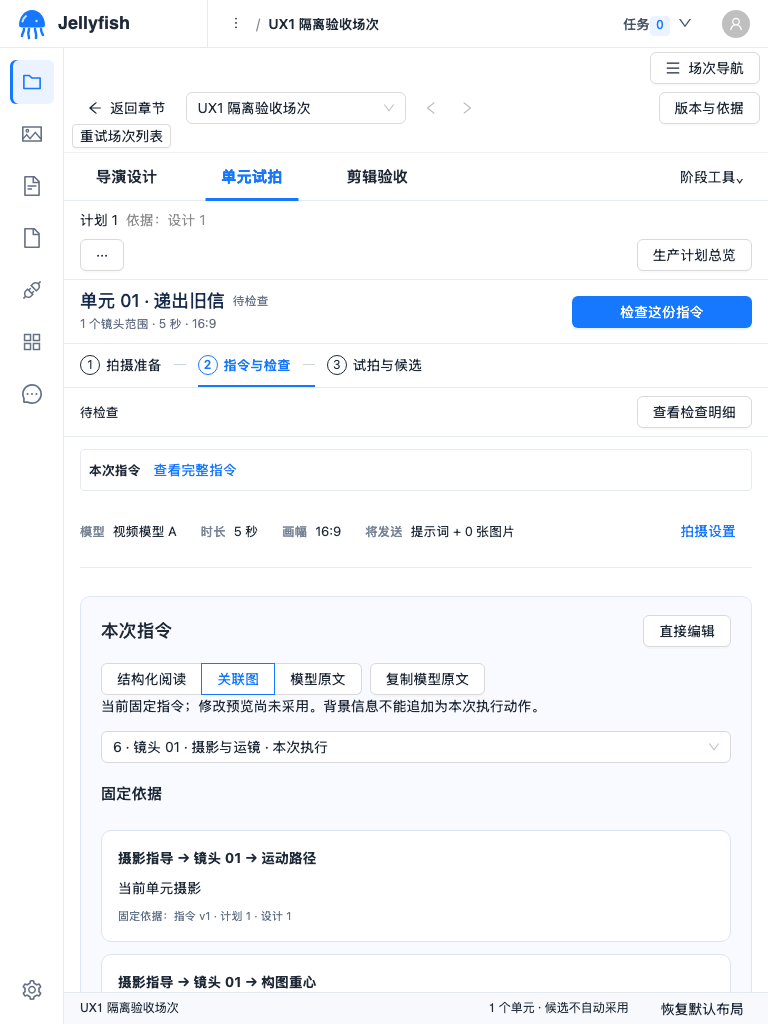 Jellyfish
/ UX1 隔离验收场次
任务 0
场次导航
返回章节
UX1 隔离验收场次
版本与依据
重试场次列表
导演设计
单元试拍
剪辑验收
阶段工具
计划 1 依据：设计 1
...
生产计划总览
单元 01 · 递出旧信 待检查
1 个镜头范围 · 5 秒 · 16:9
检查这份指令
1 拍摄准备
2 指令与检查
3 试拍与候选
待检查
查看检查明细
本次指令 查看完整指令
模型 视频模型 A 时长 5 秒 画幅 16:9 将发送 提示词 + 0 张图片
拍摄设置
本次指令
直接编辑
结构化阅读 关联图 模型原文 复制模型原文
当前固定指令；修改预览尚未采用。背景信息不能追加为本次执行动作。
6 · 镜头 01 · 摄影与运镜 · 本次执行
固定依据
摄影指导 → 镜头 01 → 运动路径
当前单元摄影
固定依据：指令 v1 · 计划 1 · 设计 1
摄影指导 → 镜头 01 → 构图重心
UX1 隔离验收场次
1 个单元 · 候选不自动采用
恢复默认布局